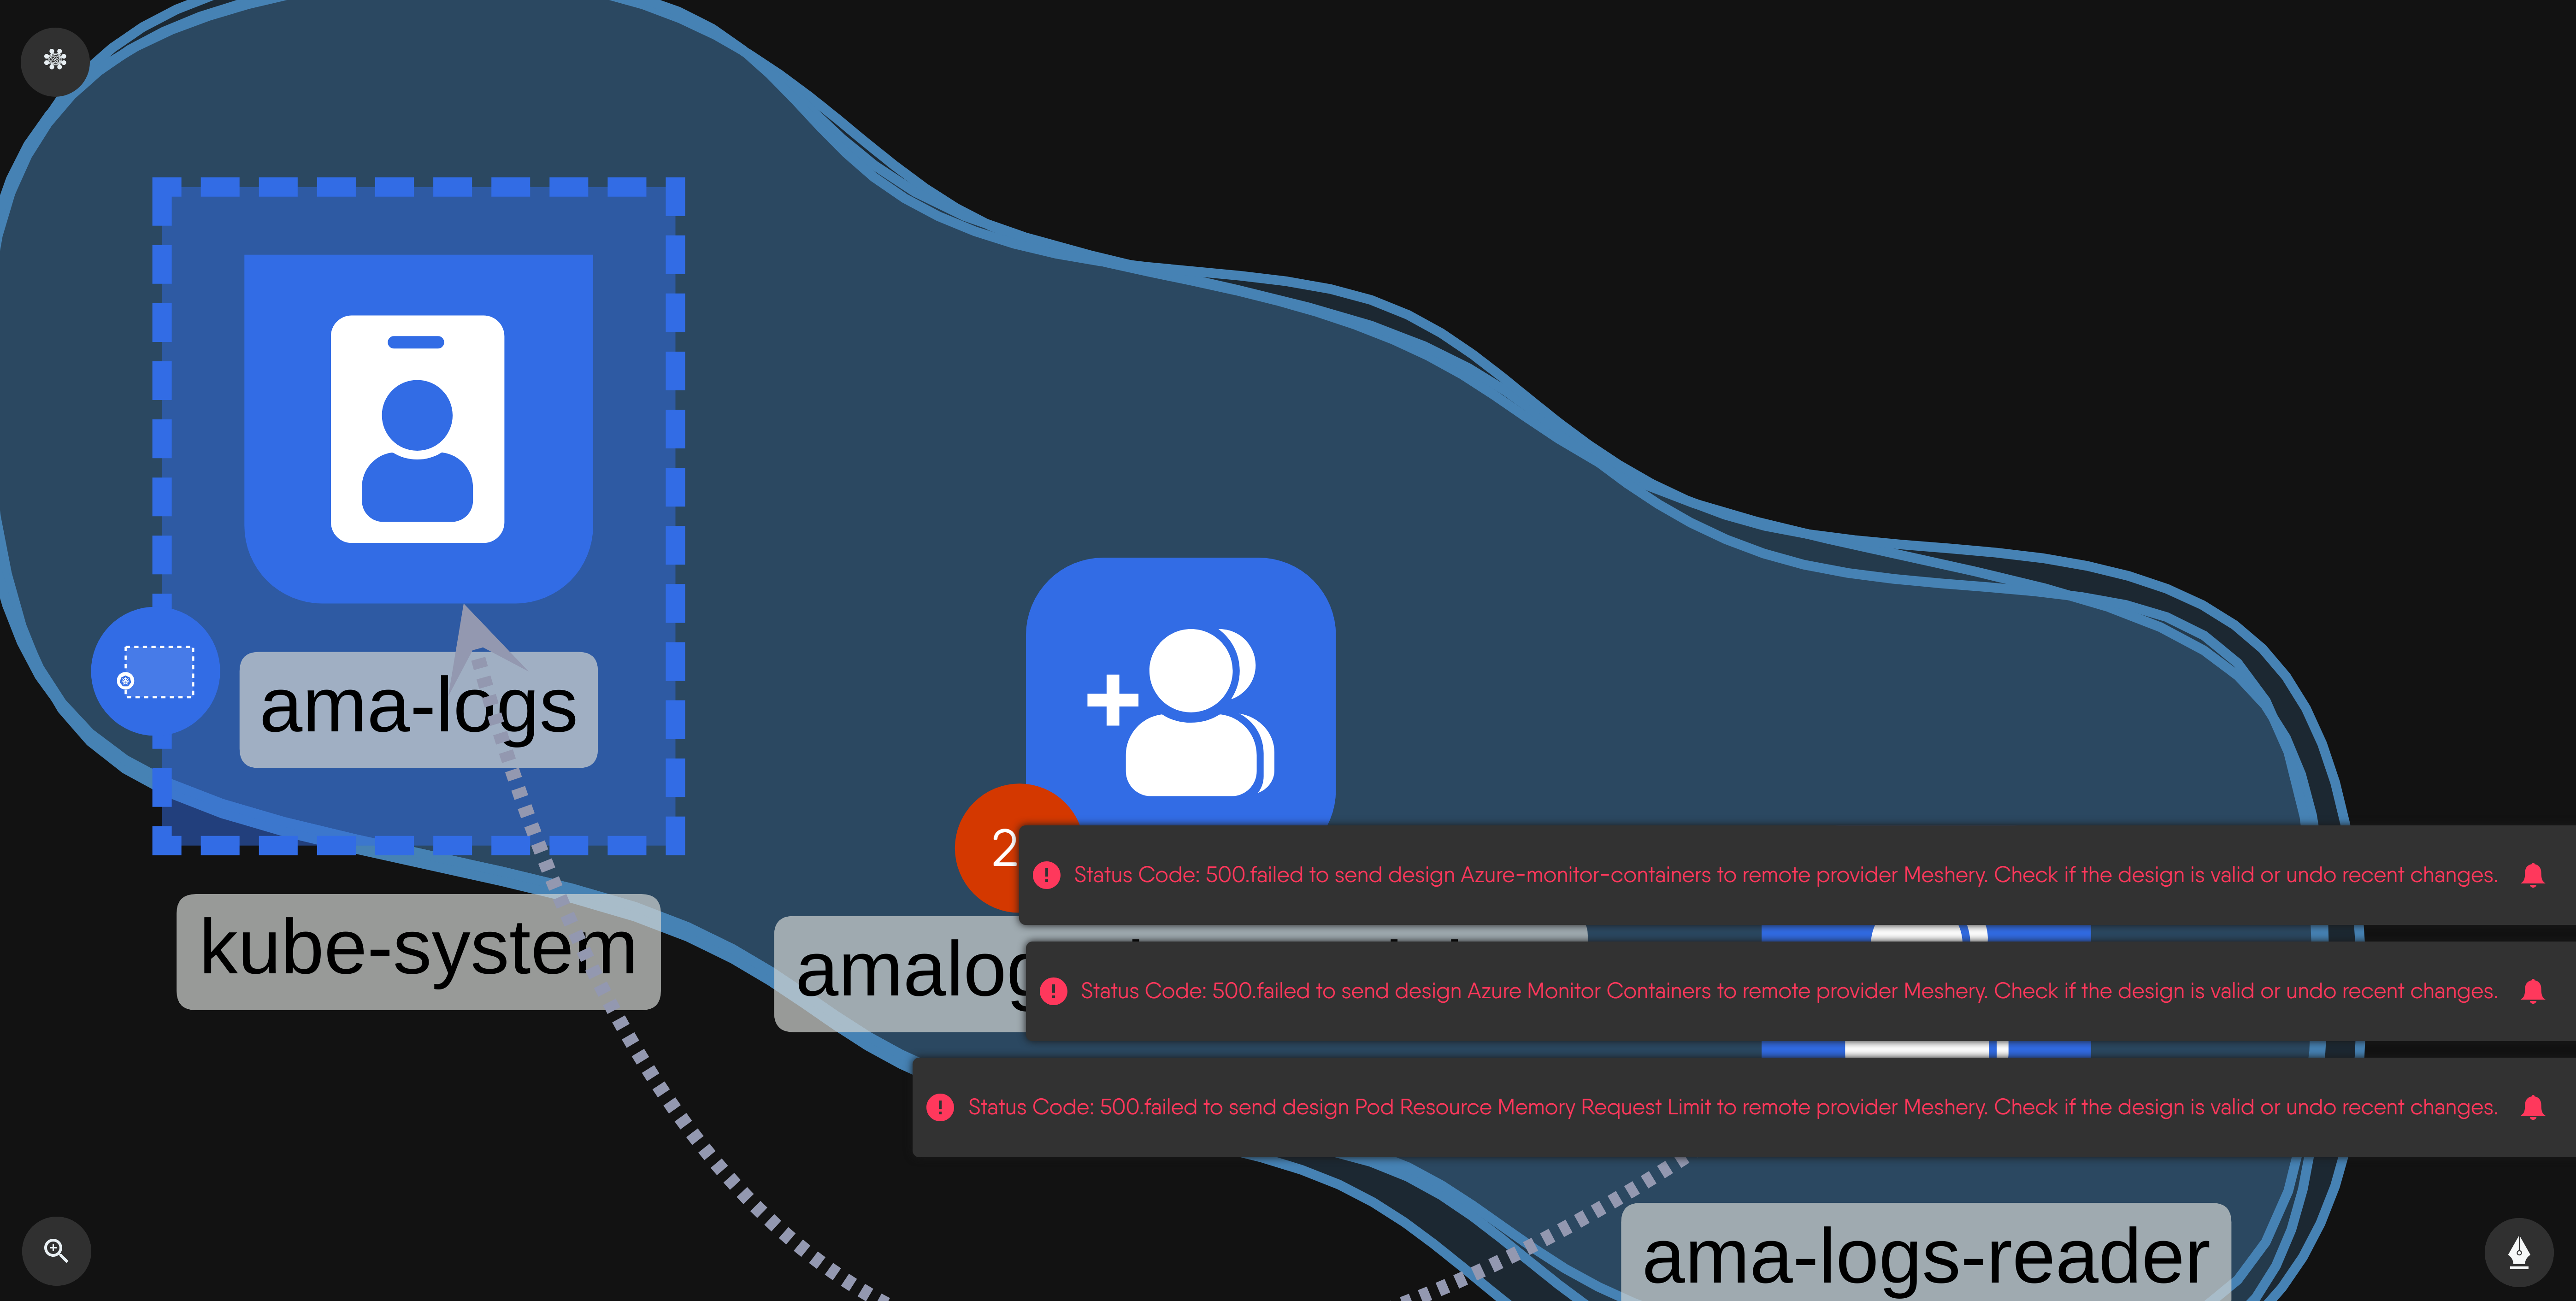 ama-logs
2
Status Code: 500.failed to send design Azure-monitor-containers to remote provider Meshery. Check if the design is valid or undo recent changes.
kube-system
Status Code: 500.failed to send design Azure Monitor Containers to remote provider Meshery. Check if the design is valid or undo recent changes.
Status Code: 500.failed to send design Pod Resource Memory Request Limit to remote provider Meshery. Check if the design is valid or undo recent changes.
ama-logs-reader